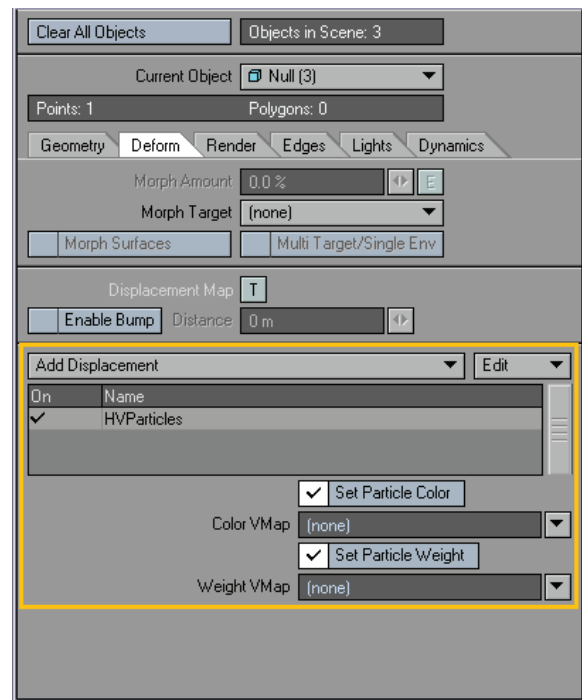 Clear All Objects Objects in Scene: 3
Current Object Null (3)
Points: 1 Polygons: 0
Geometry Deform Render Edges Lights Dynamics
Morph Amount 0.0 % E
Morph Target (none)
Morph Surfaces Multi Target/Single Env
Displacement Map T
Enable Bump Distance 0 m
Add Displacement Edit
On Name
HVParticles
Set Particle Color
Color VMap (none)
Set Particle Weight
Weight VMap (none)